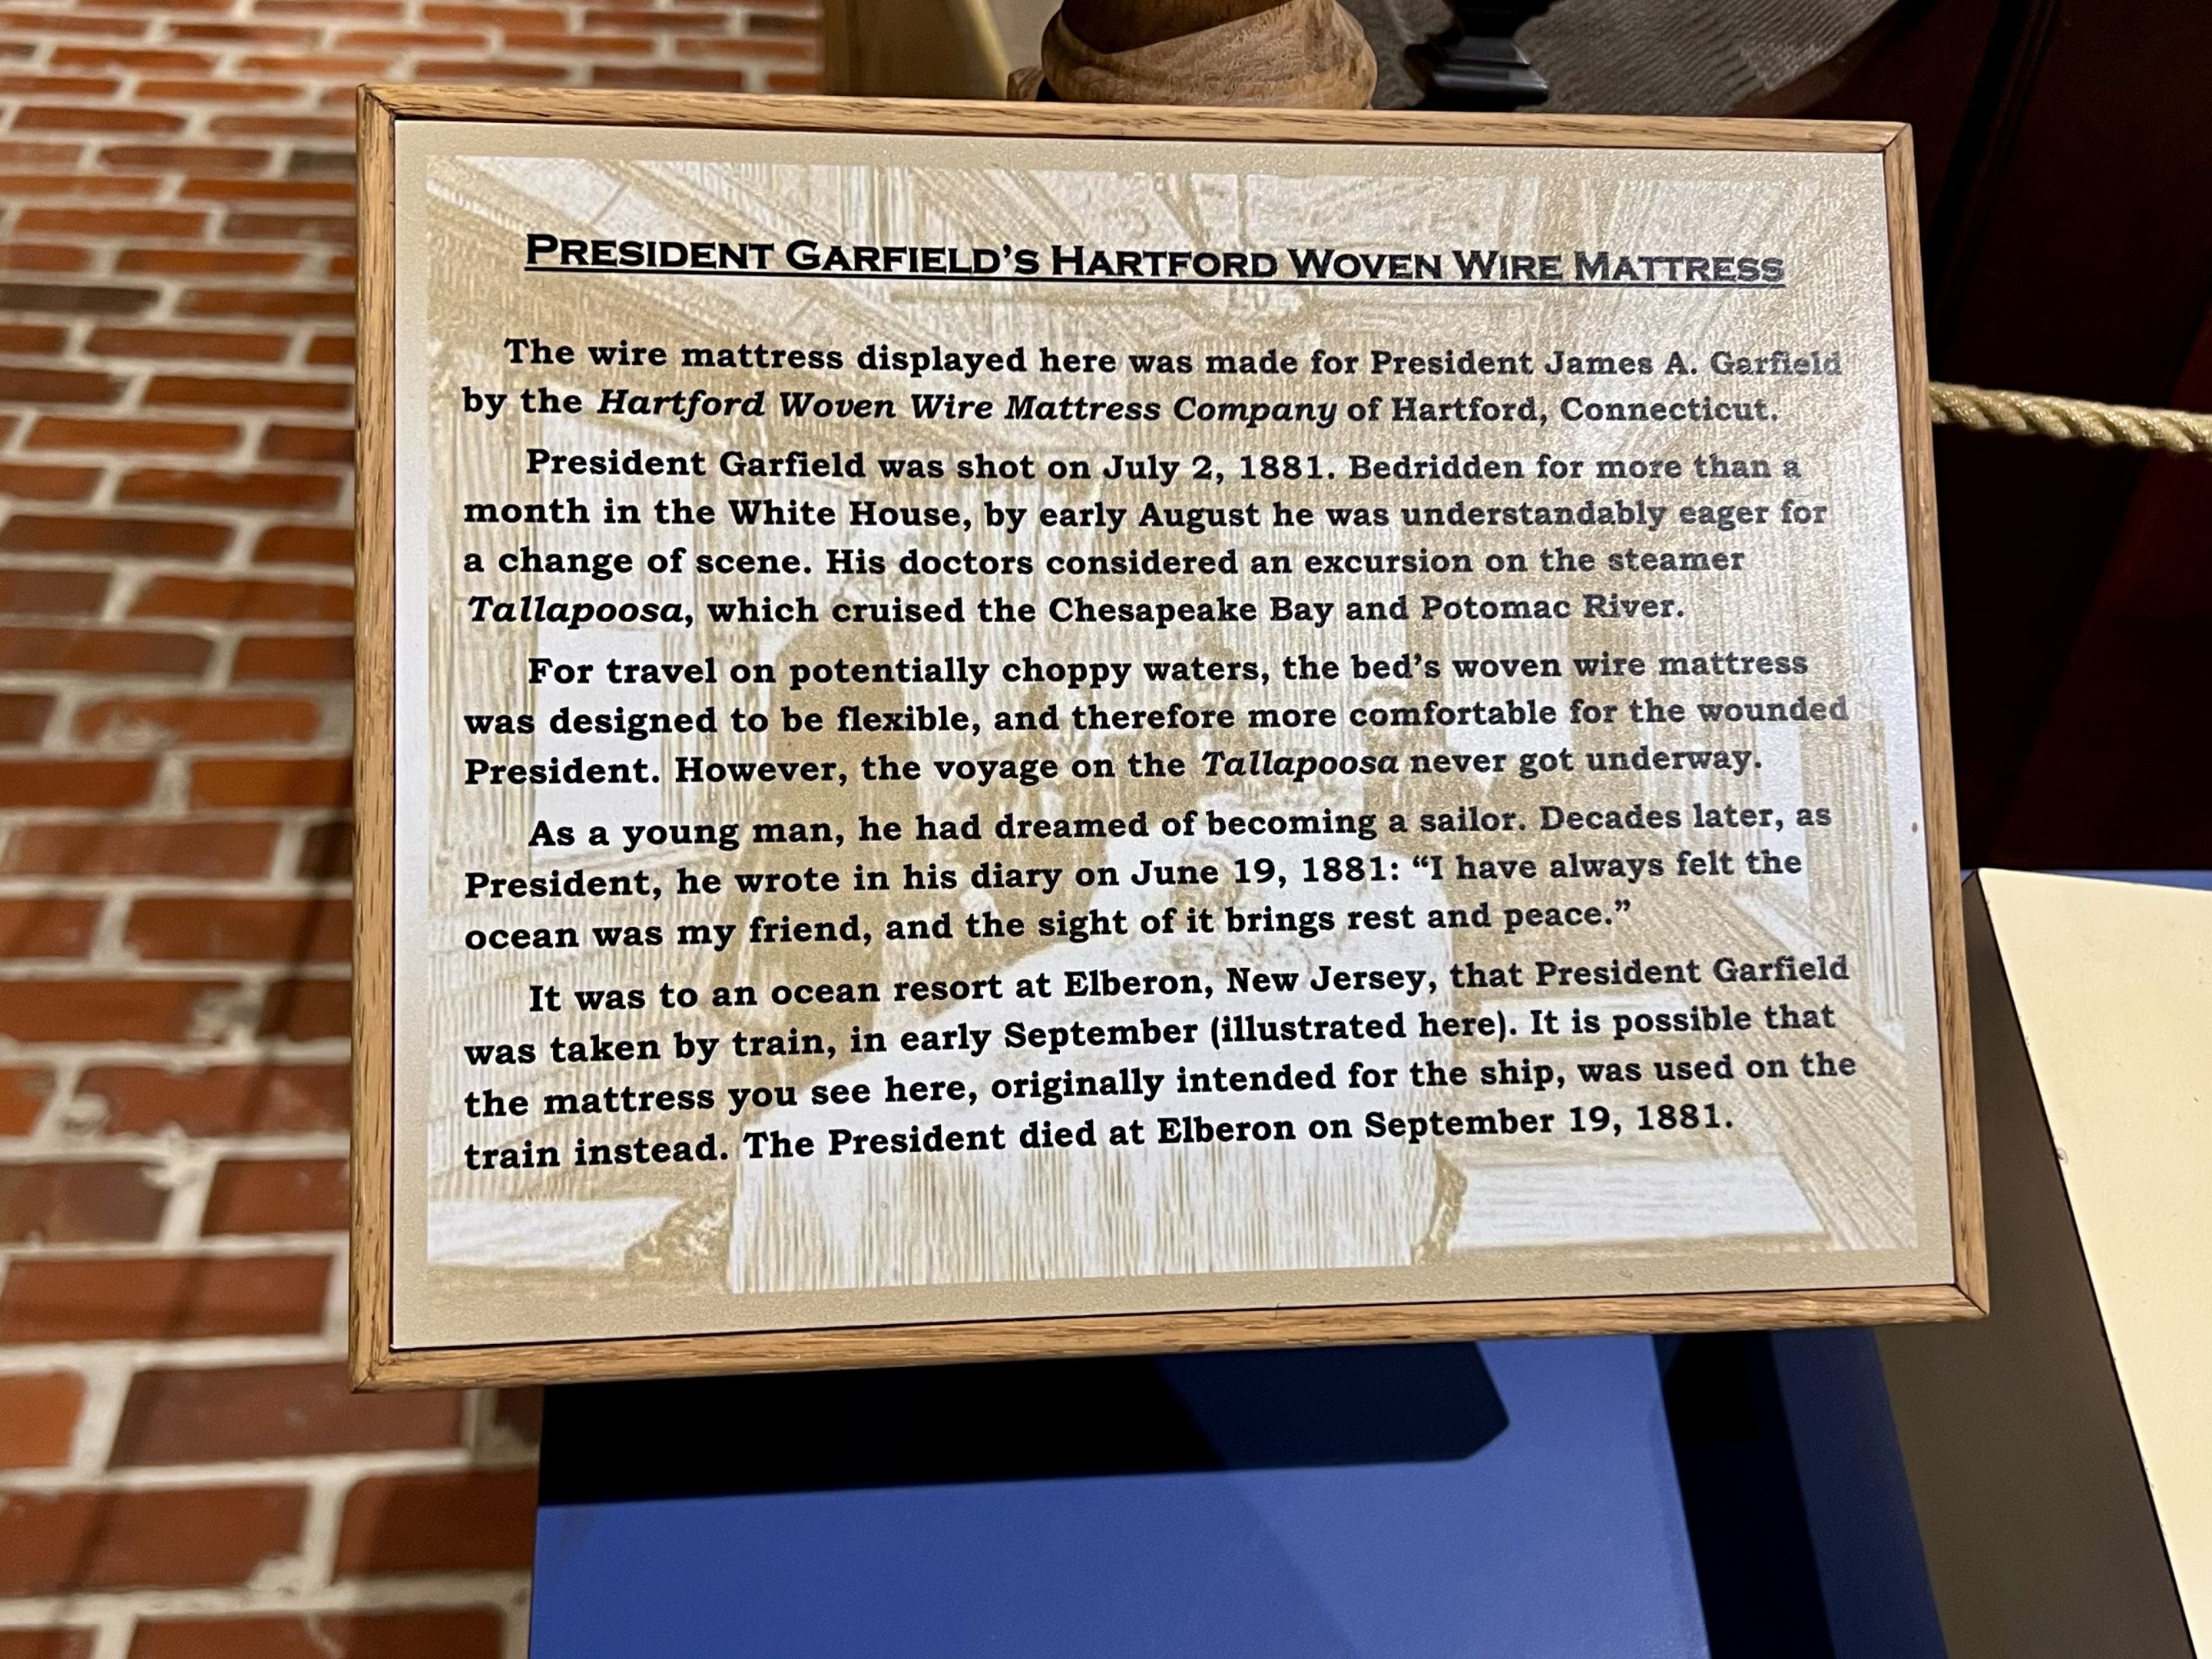 PRESIDENT GARFIELD'S HARTFORD WOVEN WIRE MATTRESS
The wire mattress displayed here was made for President James A. Garfield
by the Hartford Woven Wire Mattress Company of Hartford, Connecticut.
President Garfield was shot on July 2, 1881. Bedridden for more than a
month in the White House, by early August he was understandably eager for
a change of scene. His doctors considered an excursion on the steamer
Tallapoosa, which cruised the Chesapeake Bay and Potomac River.
For travel on potentially choppy waters, the bed's woven wire mattress
was designed to be flexible, and therefore more comfortable for the wounded
President. However, the voyage on the Tallapoosa never got underway.
As a young man, he had dreamed of becoming a sailor. Decades later, as
President, he wrote in his diary on June 19, 1881: “I have always felt the
ocean was my friend, and the sight of it brings rest and peace.”
It was to an ocean resort at Elberon, New Jersey, that President Garfield
was taken by train, in early September (illustrated here). It is possible that
the mattress you see here, originally intended for the ship, was used on the
train instead. The President died at Elberon on September 19, 1881.